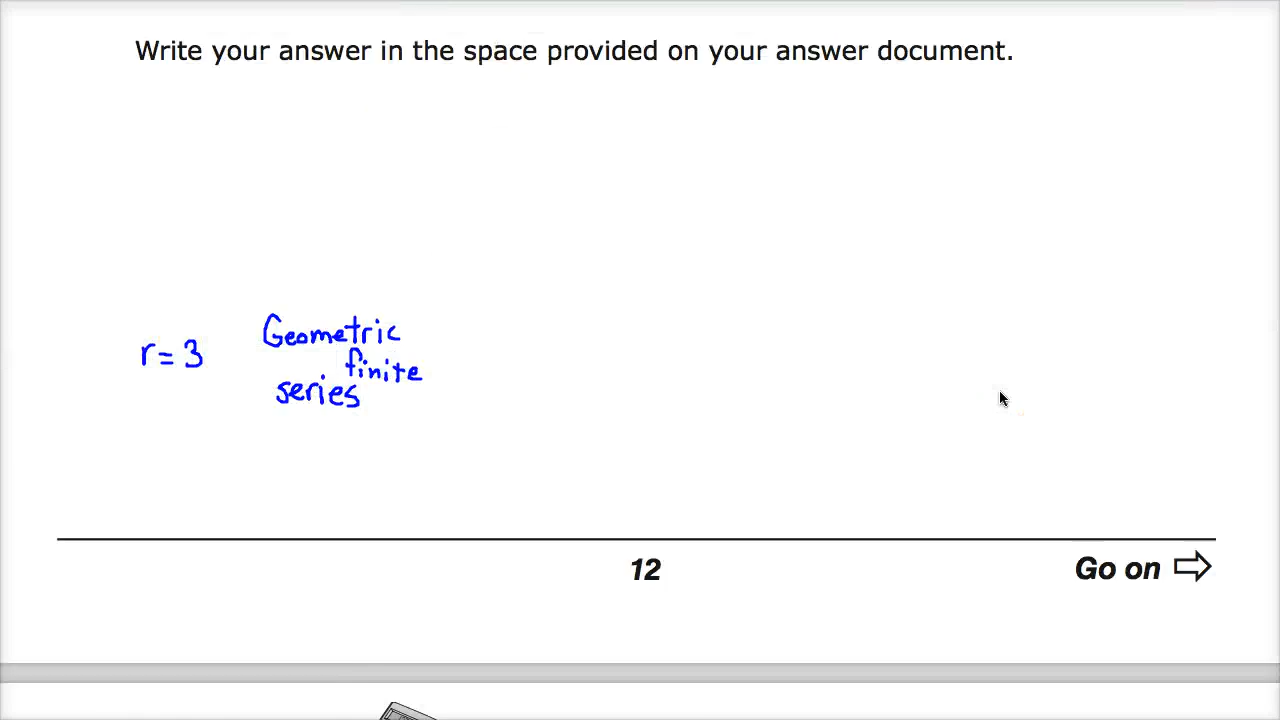 Write your answer in the space provided on your answer document.
r = 3
Geometric
finite
series
12
Go on